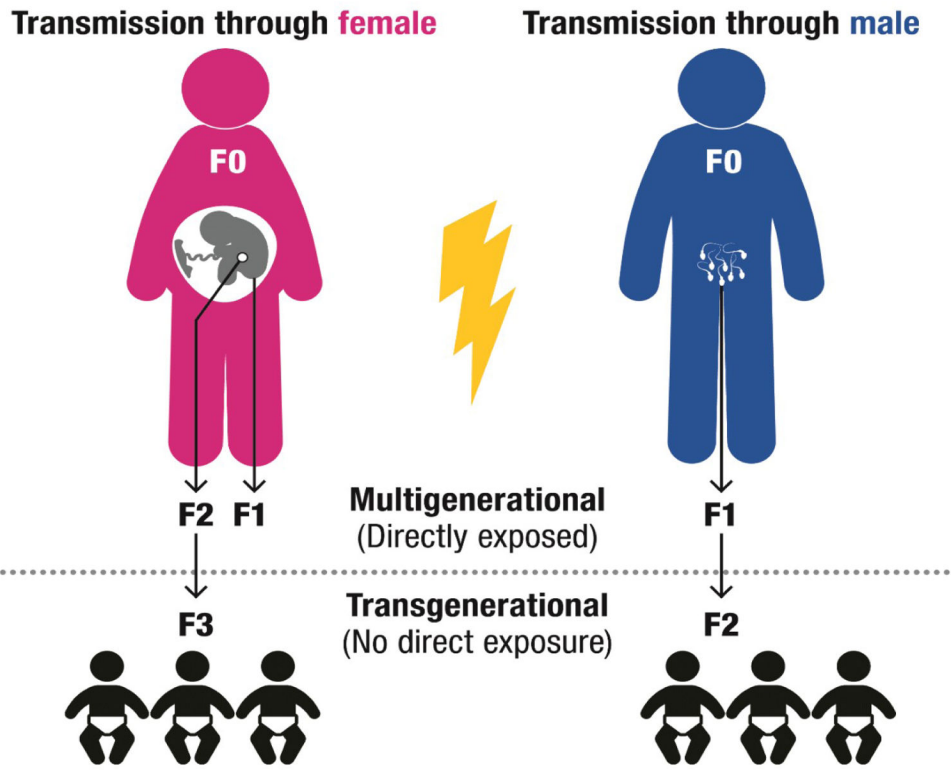 Transmission through female
Transmission through male
F0
F0
F2 F1
Multigenerational
(Directly exposed)
F1
F3
Transgenerational
(No direct exposure)
F2